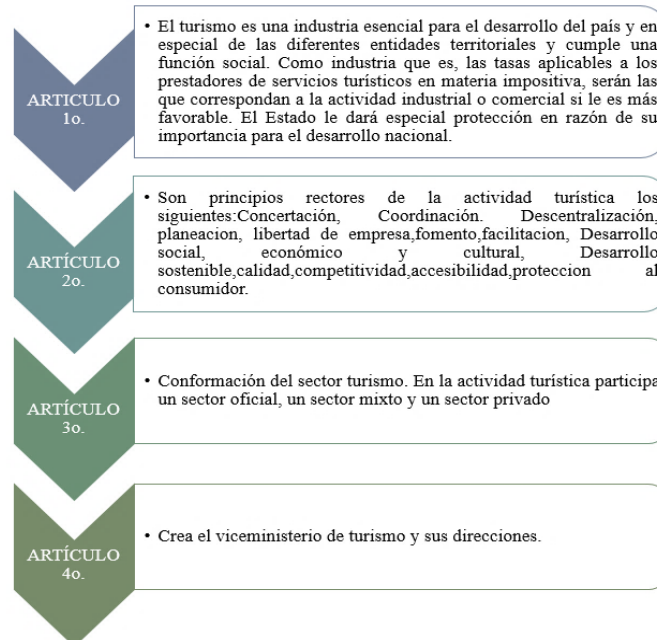 ARTICULO
1o.
• El turismo es una industria esencial para el desarrollo del país y en
especial de las diferentes entidades territoriales y cumple una
función social. Como industria que es, las tasas aplicables a los
prestadores de servicios turísticos en materia impositiva, serán las
que correspondan a la actividad industrial o comercial si le es más
favorable. El Estado le dará especial protección en razón de su
importancia para el desarrollo nacional.
ARTÍCULO
2o.
• Son principios rectores de la actividad turística los
siguientes:Concertación, Coordinación. Descentralización,
planeacion, libertad de empresa,fomento,facilitacion, Desarrollo
social, económico y cultural, Desarrollo
sostenible,calidad,competitividad,accesibilidad,proteccion al
consumidor.
ARTÍCULO
3o.
• Conformación del sector turismo. En la actividad turística participa
un sector oficial, un sector mixto y un sector privado
ARTÍCULO
4o.
• Crea el viceministerio de turismo y sus direcciones.